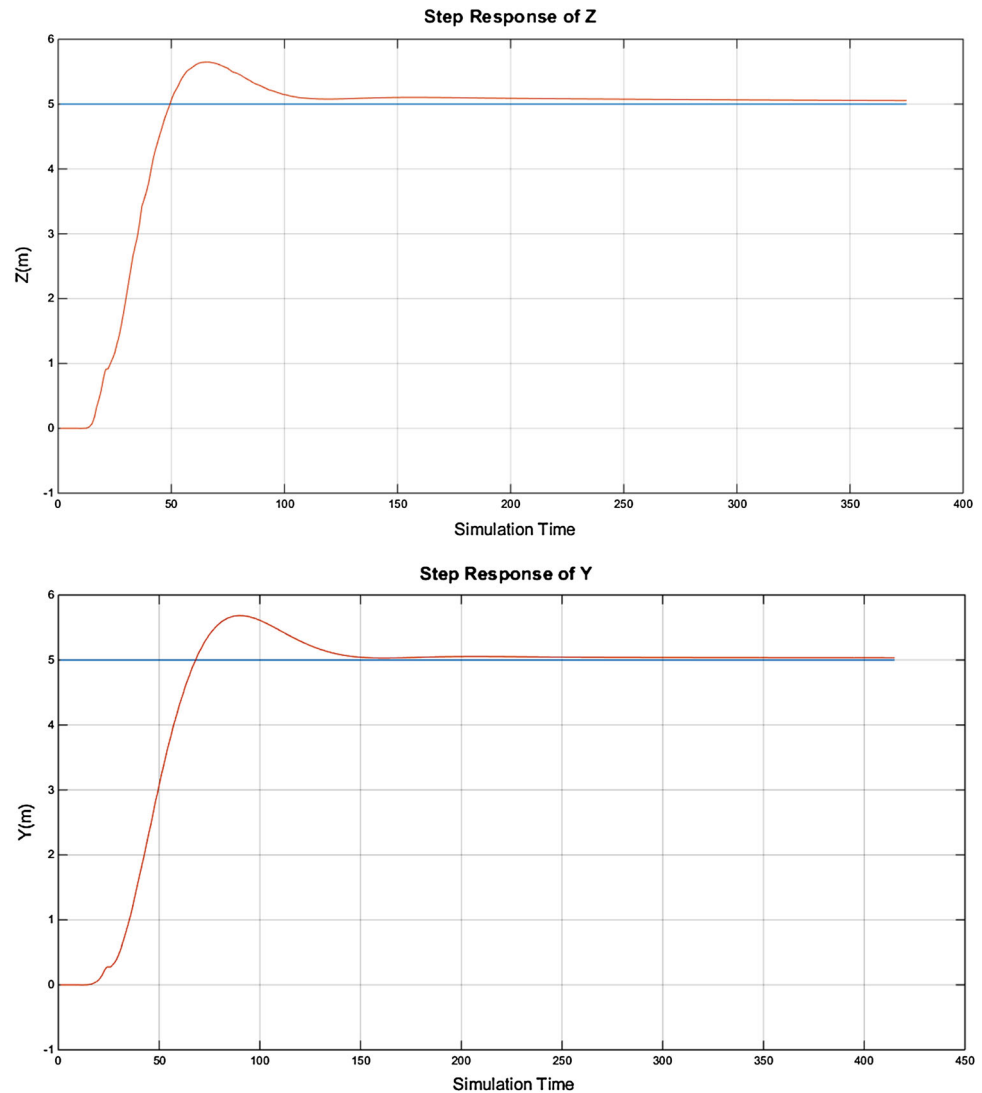 Step Response of Z
6
5
4
3
2
1
0
-1
Z(m)
0 50 100 150 200 250 300 350 400
Simulation Time
Step Response of Y
6
5
4
3
2
1
0
-1
Y(m)
0 50 100 150 200 250 300 350 400 450
Simulation Time